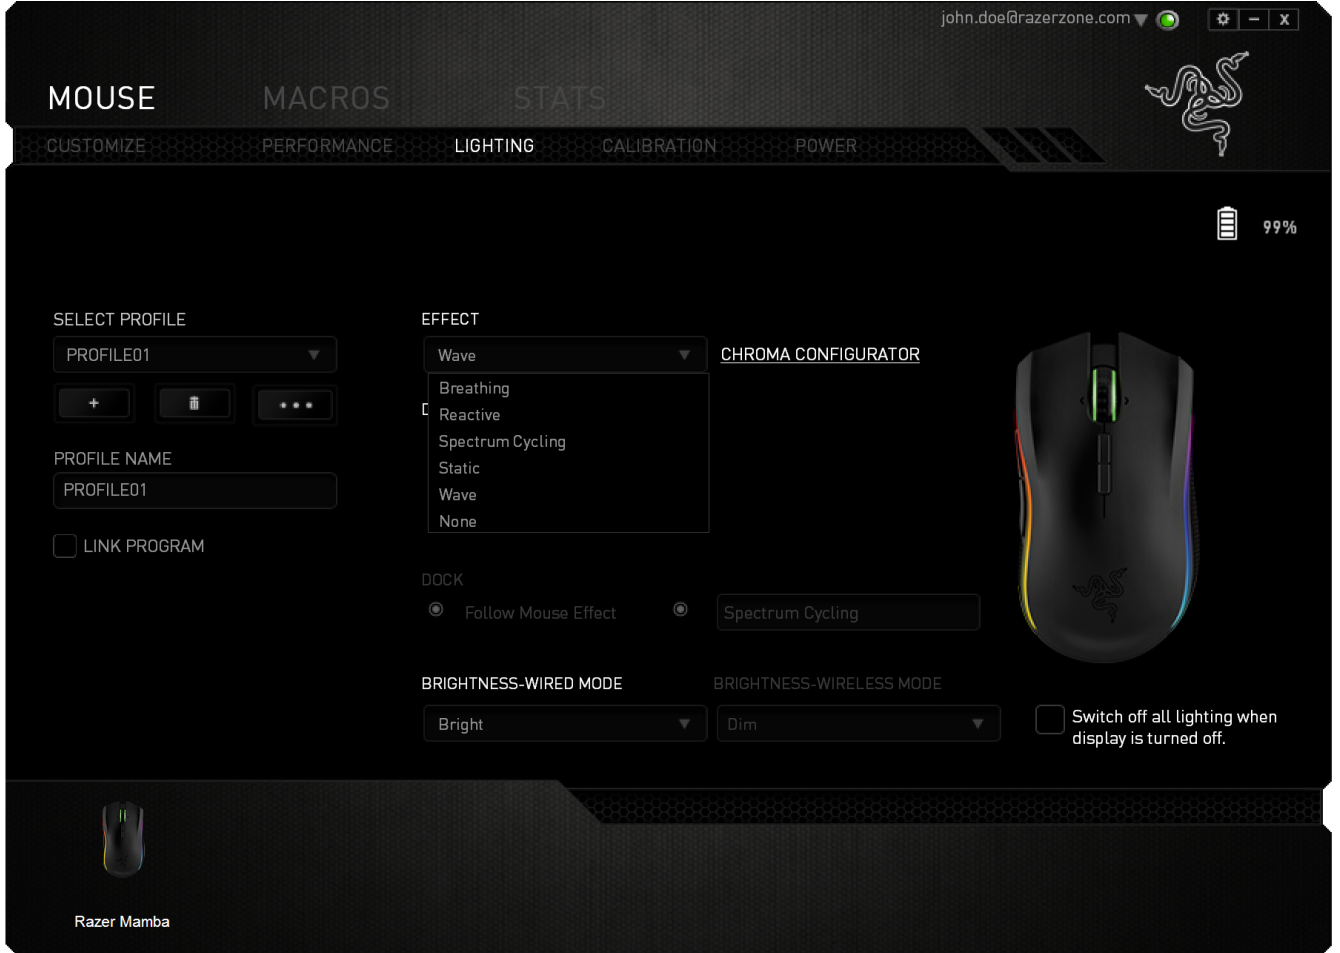 john.doe@razerzone.com
X
MOUSE MACROS STATS
CUSTOMIZE PERFORMANCE LIGHTING CALIBRATION POWER
99%
SELECT PROFILE
PROFILE01
+
PROFILE NAME
PROFILE01
LINK PROGRAM
EFFECT
Wave
CHROMA CONFIGURATOR
Breathing
Reactive
Spectrum Cycling
Static
Wave
None
DOCK
Follow Mouse Effect Spectrum Cycling
BRIGHTNESS-WIRED MODE BRIGHTNESS-WIRELESS MODE
Bright Dim
Switch off all lighting when
display is turned off.
Razer Mamba